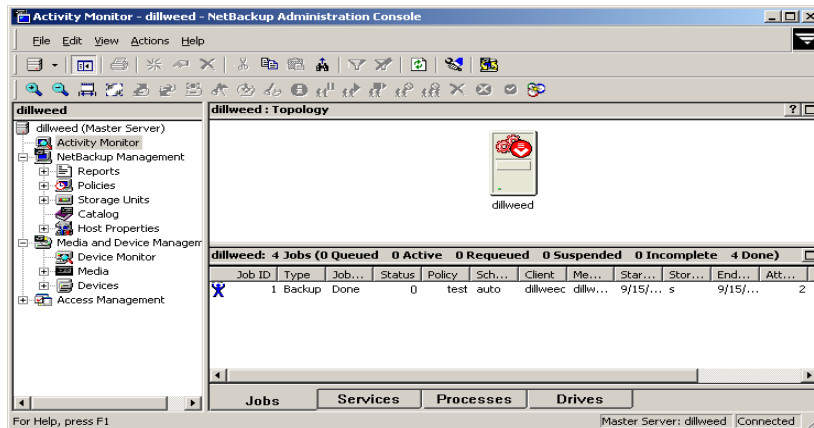 Activity Monitor - dillweed - NetBackup Administration Console
File Edit View Actions Help
dillweed
dillweed (Master Server)
Activity Monitor
NetBackup Management
Reports
Policies
Storage Units
Catalog
Host Properties
Media and Device Managem
Device Monitor
Media
Devices
Access Management
dillweed : Topology
dillweed
dillweed: 4 Jobs (0 Queued 0 Active 0 Requeued 0 Suspended 0 Incomplete 4 Done)
Job ID Type Job... Status Policy Sch... Client Me... Star... Stor... End... Att...
1 Backup Done 0 test auto dillweec dillw... 9/15/... s 9/15/... 2
Jobs Services Processes Drives
For Help, press F1
Master Server: dillweed Connected